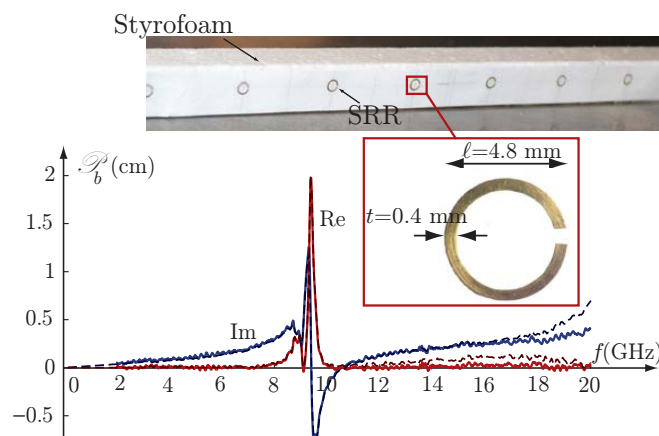 Styrofoam
SRR
𝒫_b (cm)
ℓ=4.8 mm
t=0.4 mm
Re
Im
f(GHz)
2
1.5
1
0.5
0
−0.5
0 2 4 6 8 10 12 14 16 18 20